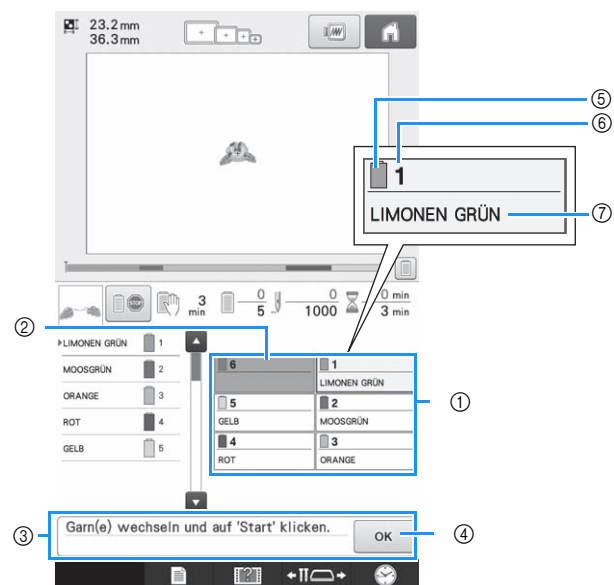 23.2 mm
36.3 mm
⑤
⑥
1
LIMONEN GRÜN
⑦
3 min
0
5
0
1000
0 min
3 min
②
LIMONEN GRÜN 1
MOOSGRÜN 2
ORANGE 3
ROT 4
GELB 5
6
1
LIMONEN GRÜN
5
GELB
2
MOOSGRÜN
4
ROT
3
ORANGE
①
③
Garn(e) wechseln und auf 'Start' klicken.
OK
④